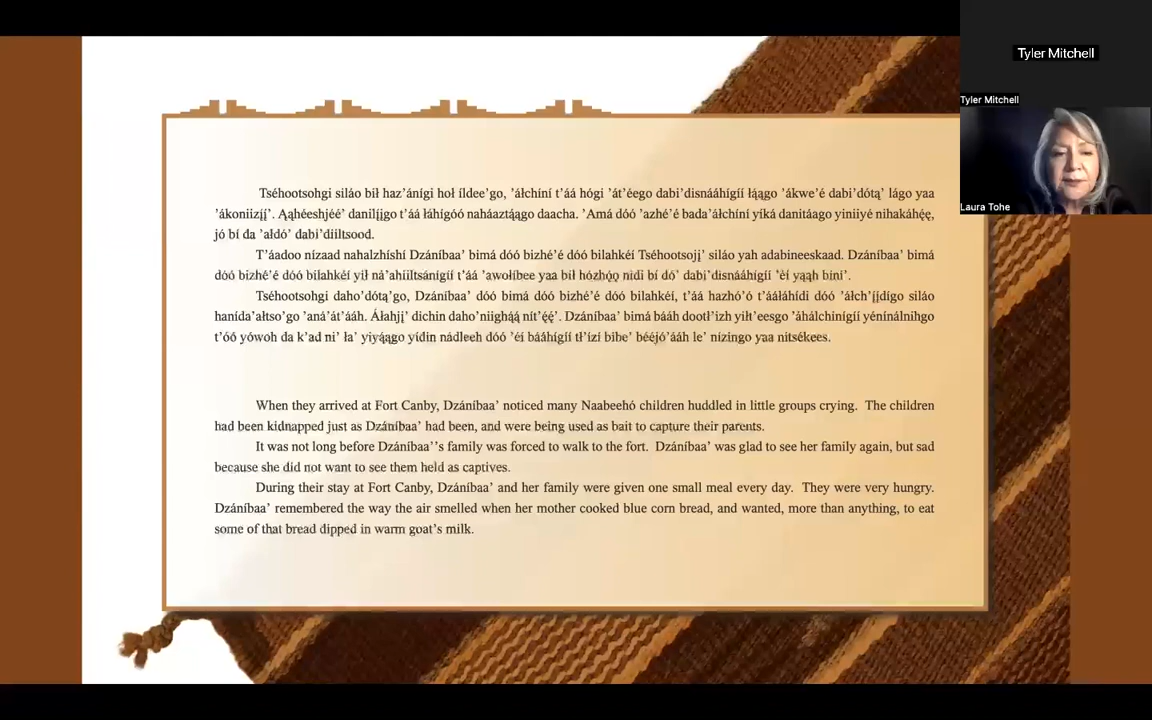 Tyler Mitchell
Tyler Mitchell
Laura Tohe
Tséhootsohgi siláo bił haz’ánígi hoł íldee’go, ’áłchíní t’áá hógi ’át’éego dabi’disnááhígíí łą́ągo ’ákwe’é dabi’dótą’ lágo yaa
’ákoniizį́į́’. Ąąhéeshjéé’ danilį́įgo t’áá łáhígóó naháaztą́ągo daacha. ’Amá dóó ’azhé’é bada’áłchíní yíká danitáago yiniiyé nihakáhę́ę,
jó bí da ’ałdó’ dabi’díiltsood.
T’áadoo nízaad nahalzhíshí Dzáníbaa’ bimá dóó bizhé’é dóó bilahkéí Tséhootsojį’ siláo yah adabineeskaad. Dzáníbaa’ bimá
dóó bizhé’é dóó bilahkéí yił ná’ahiiltsánígíí t’áá ’awołíbee yaa bił hózhǫ́ǫ nidi bí dó’ dabi’disnááhígíí ’éí yąąh bíni’.
Tséhootsohgi daho’dótą’go, Dzáníbaa’ dóó bimá dóó bizhé’é dóó bilahkéí, t’áá hazhó’ó t’ááłáhídi dóó ’ałch’į́įdígo siláo
hanída’ałtso’go ’aná’át’ááh. Áłahjį’ dichin daho’niighą́ą nít’ę́ę́’. Dzáníbaa’ bimá bááh dootł’izh yiłt’eesgo ’áhálchinígíí yénínálnihgo
t’óó yówoh da k’ad ni’ ła’ yiyą́ągo yídin nádleeh dóó ’éí bááhígíí tł’ízí bibe’ bééjó’ááh le’ nízingo yaa nitsékees.
When they arrived at Fort Canby, Dzáníbaa’ noticed many Naabeehó children huddled in little groups crying. The children
had been kidnapped just as Dzáníbaa’ had been, and were being used as bait to capture their parents.
It was not long before Dzáníbaa’’s family was forced to walk to the fort. Dzáníbaa’ was glad to see her family again, but sad
because she did not want to see them held as captives.
During their stay at Fort Canby, Dzáníbaa’ and her family were given one small meal every day. They were very hungry.
Dzáníbaa’ remembered the way the air smelled when her mother cooked blue corn bread, and wanted, more than anything, to eat
some of that bread dipped in warm goat’s milk.